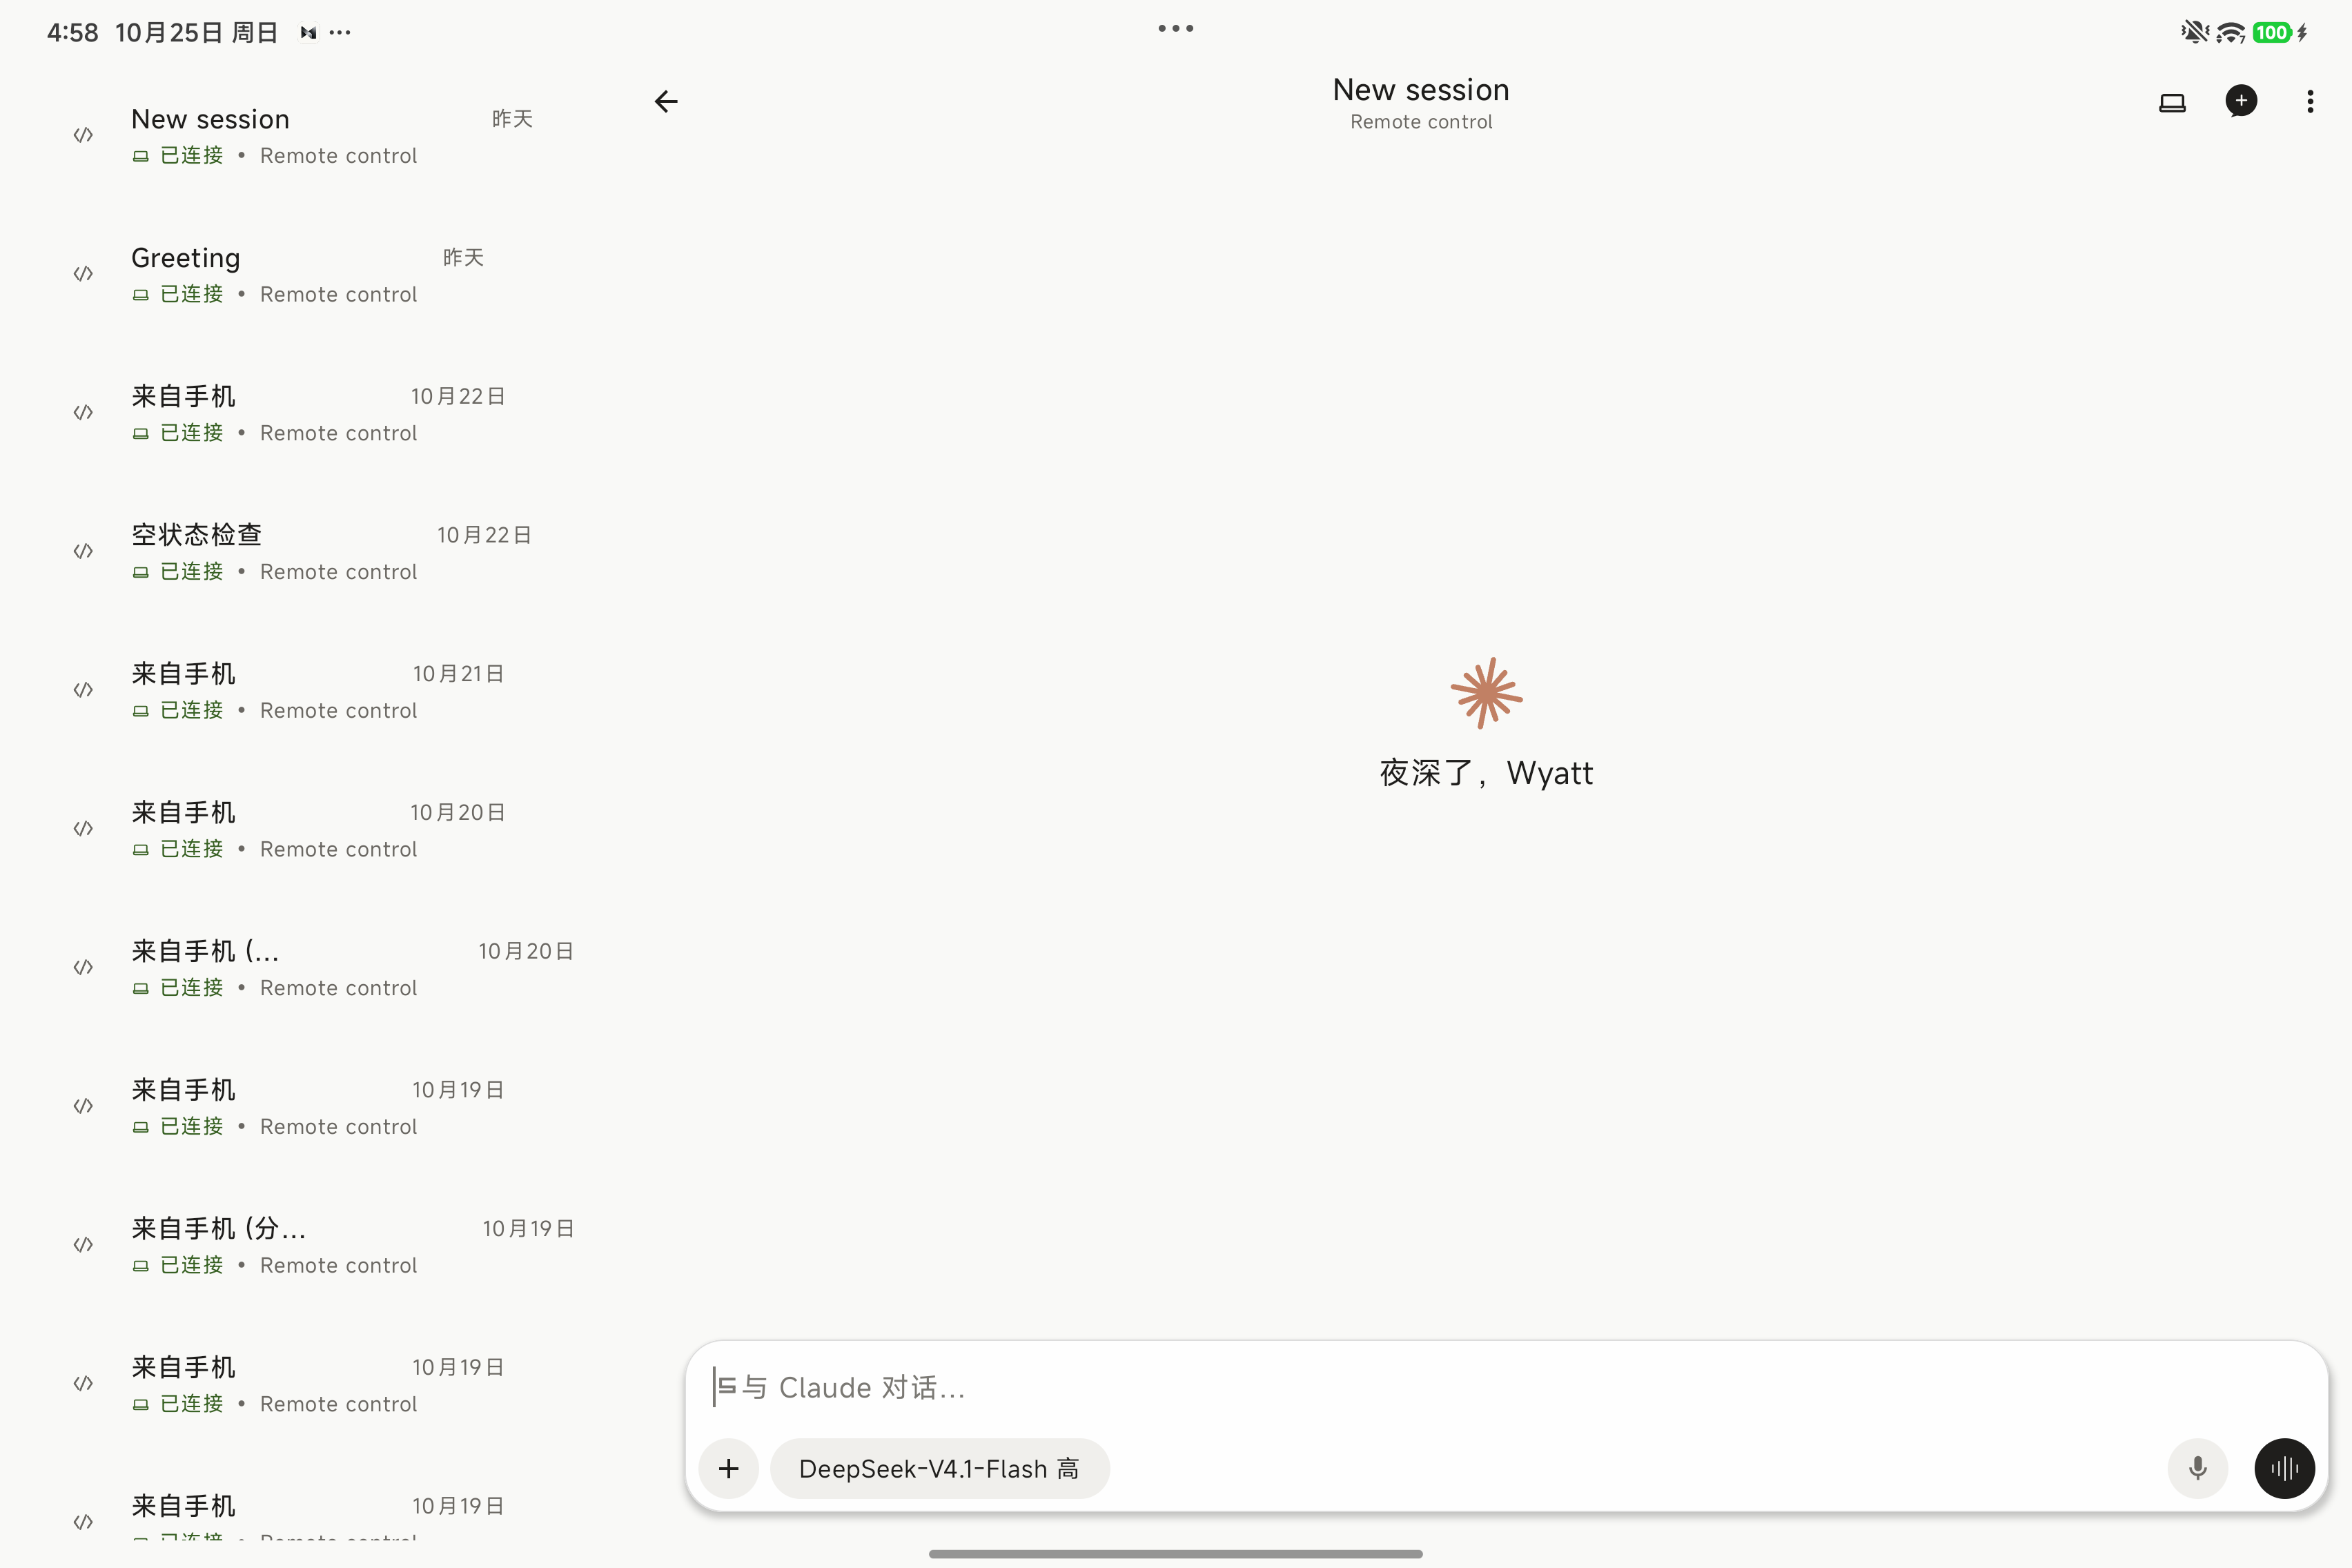 4:58 10月25日 周日
100
New session 昨天
已连接 • Remote control
Greeting 昨天
已连接 • Remote control
来自手机 10月22日
已连接 • Remote control
空状态检查 10月22日
已连接 • Remote control
来自手机 10月21日
已连接 • Remote control
来自手机 10月20日
已连接 • Remote control
来自手机 (... 10月20日
已连接 • Remote control
来自手机 10月19日
已连接 • Remote control
来自手机 (分... 10月19日
已连接 • Remote control
来自手机 10月19日
已连接 • Remote control
来自手机 10月19日
已连接 • Remote control
New session
Remote control
夜深了，Wyatt
与 Claude 对话...
DeepSeek-V4.1-Flash 高